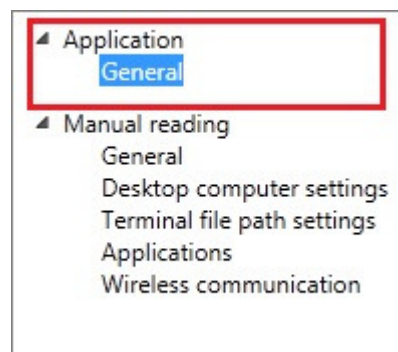 Application
General
Manual reading
General
Desktop computer settings
Terminal file path settings
Applications
Wireless communication